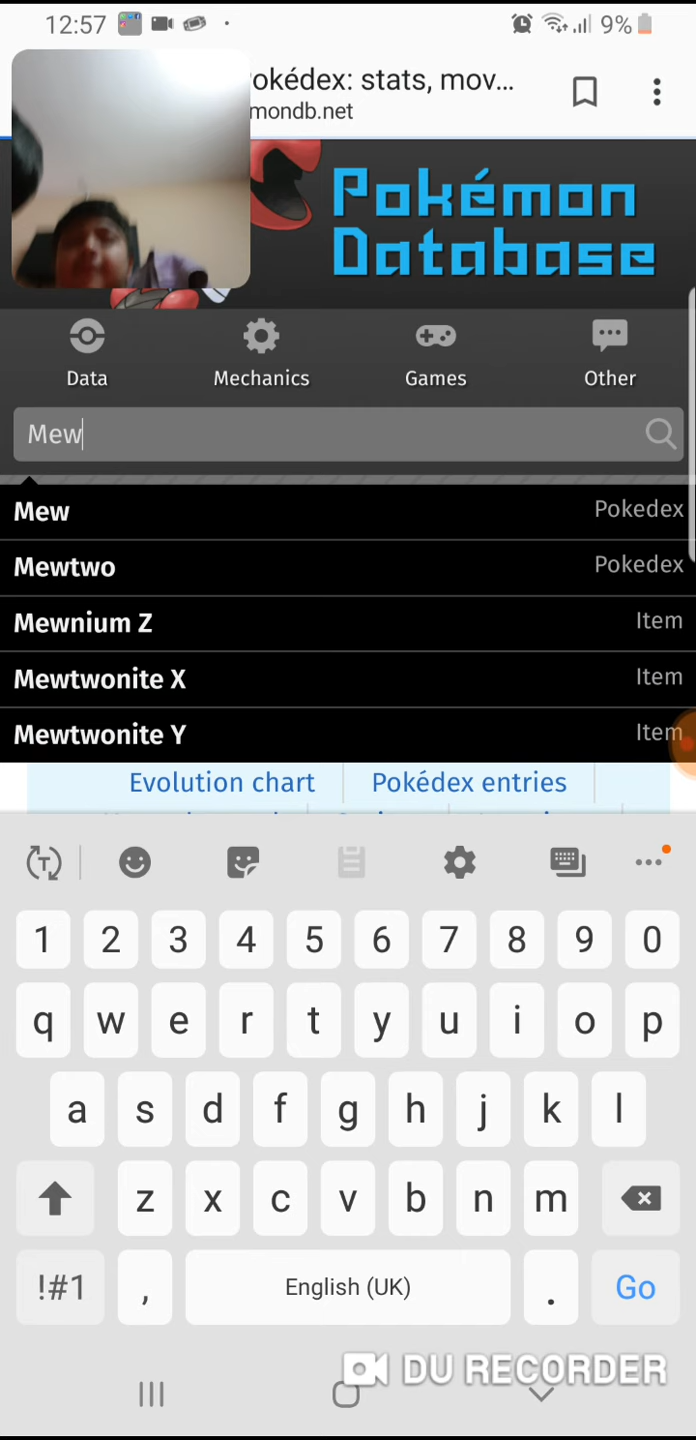 12:57
9%
okédex: stats, mov...
mondb.net
Pokémon
Database
Data Mechanics Games Other
Mew
Mew Pokedex
Mewtwo Pokedex
Mewnium Z Item
Mewtwonite X Item
Mewtwonite Y Item
Evolution chart Pokédex entries
T
1 2 3 4 5 6 7 8 9 0
q w e r t y u i o p
a s d f g h j k l
z x c v b n m
!#1 , English (UK) . Go
DU RECORDER